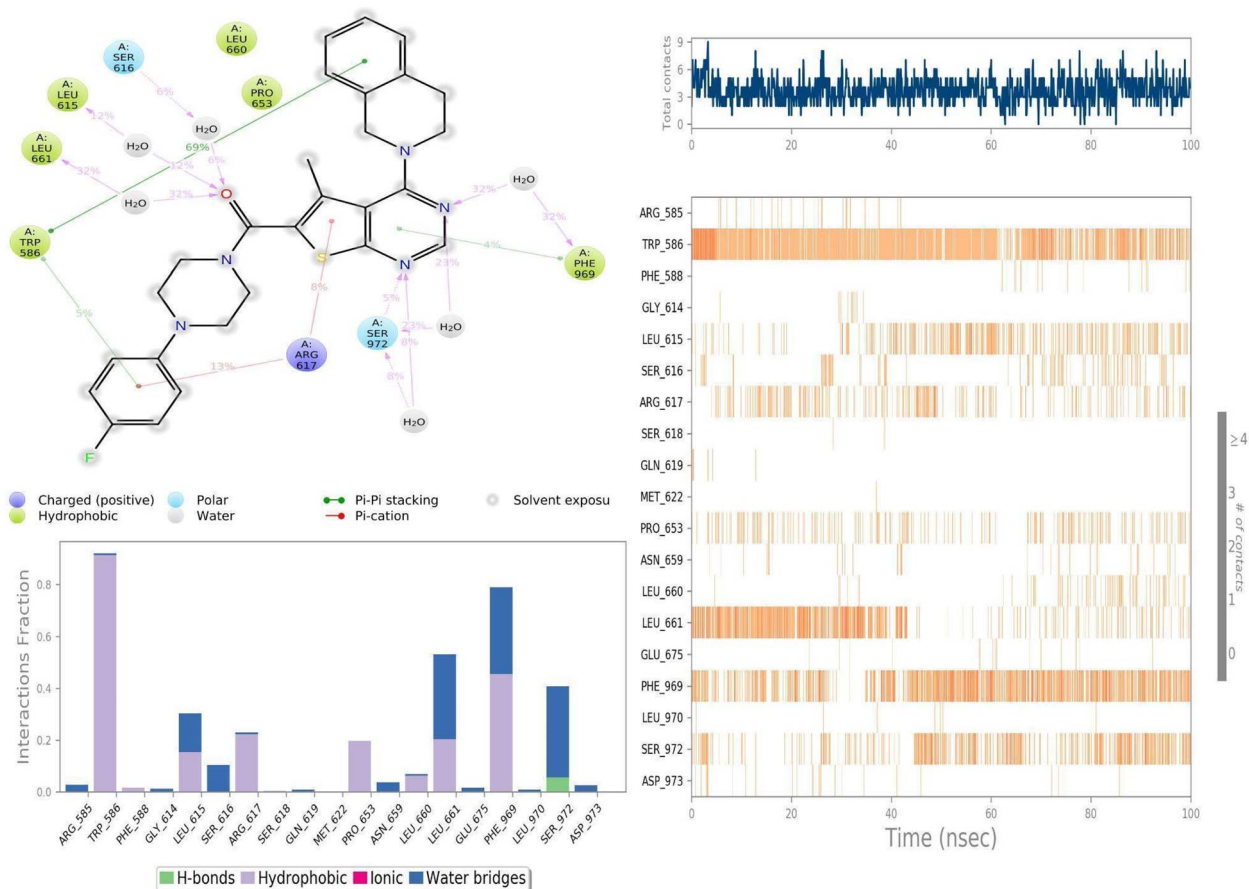 A:
LEU
660
A:
SER
616
A:
LEU
615
A:
PRO
653
6%
H₂O
12%
H₂O
69%
6%
A:
LEU
661
32%
H₂O
12%
32%
O
N
N
H₂O
32%
32%
A:
TRP
586
S
N
N
4%
A:
PHE
969
23%
8%
5%
N
N
5%
A:
SER
972
23%
8%
H₂O
A:
ARG
617
13%
8%
H₂O
F
Charged (positive)
Hydrophobic
Polar
Water
Pi-Pi stacking
Pi-cation
Solvent exposu
Interactions Fraction
0.8
0.6
0.4
0.2
0.0
ARG_585
TRP_586
PHE_588
GLY_614
LEU_615
SER_616
ARG_617
SER_618
GLN_619
MET_622
PRO_653
ASN_659
LEU_660
LEU_661
GLU_675
PHE_969
LEU_970
SER_972
ASP_973
H-bonds Hydrophobic Ionic Water bridges
Total contacts
9
6
3
0
0 20 40 60 80 100
ARG_585
TRP_586
PHE_588
GLY_614
LEU_615
SER_616
ARG_617
SER_618
GLN_619
MET_622
PRO_653
ASN_659
LEU_660
LEU_661
GLU_675
PHE_969
LEU_970
SER_972
ASP_973
0 20 40 60 80 100
Time (nsec)
≥4
3
2
1
0
# of contacts